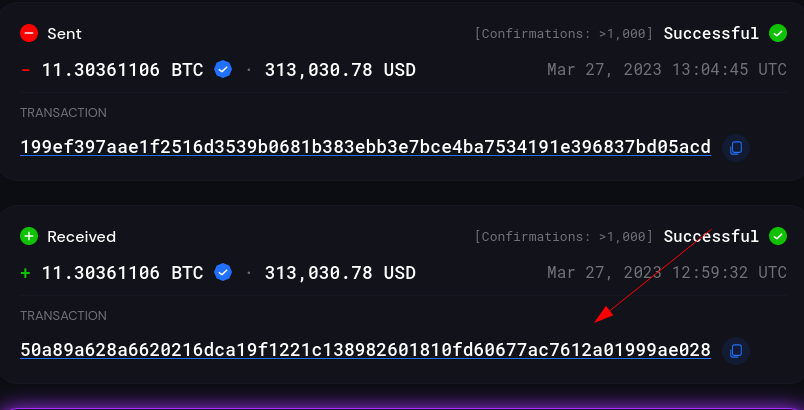 Sent [Confirmations: >1,000] Successful
- 11.30361106 BTC · 313,030.78 USD Mar 27, 2023 13:04:45 UTC
TRANSACTION
199ef397aae1f2516d3539b0681b383ebb3e7bce4ba7534191e396837bd05acd
Received [Confirmations: >1,000] Successful
+ 11.30361106 BTC · 313,030.78 USD Mar 27, 2023 12:59:32 UTC
TRANSACTION
50a89a628a6620216dca19f1221c138982601810fd60677ac7612a01999ae028